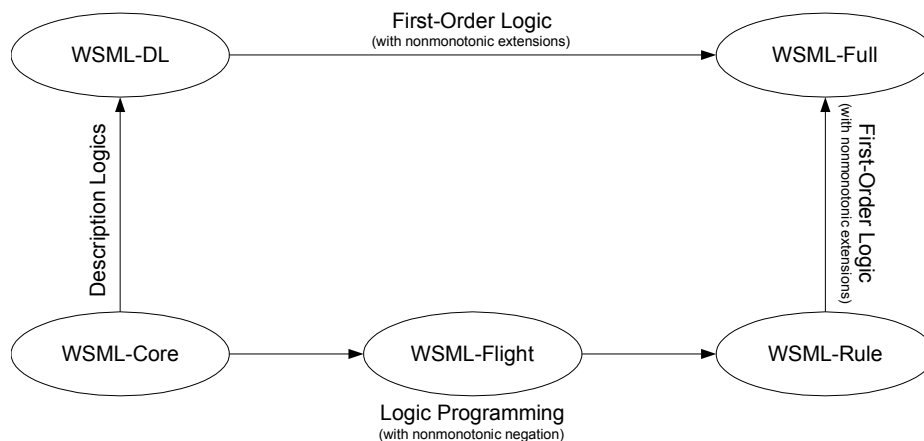 First-Order Logic
(with nonmonotonic extensions)
WSML-DL
WSML-Full
Description Logics
First-Order Logic
(with nonmonotonic extensions)
WSML-Core
WSML-Flight
WSML-Rule
Logic Programming
(with nonmonotonic negation)